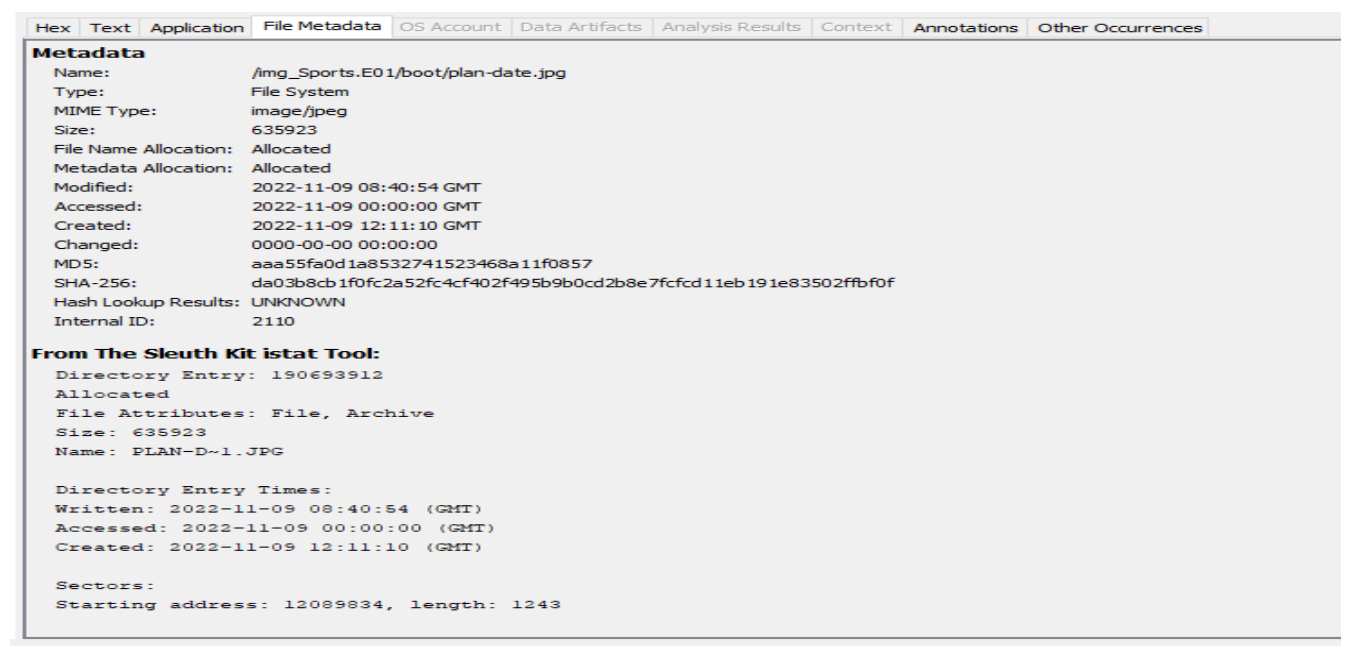 Hex Text Application File Metadata OS Account Data Artifacts Analysis Results Context Annotations Other Occurrences
Metadata
Name: /img_Sports.E01/boot/plan-date.jpg
Type: File System
MIME Type: image/jpeg
Size: 635923
File Name Allocation: Allocated
Metadata Allocation: Allocated
Modified: 2022-11-09 08:40:54 GMT
Accessed: 2022-11-09 00:00:00 GMT
Created: 2022-11-09 12:11:10 GMT
Changed: 0000-00-00 00:00:00
MD5: aaa55fa0d1a8532741523468a11f0857
SHA-256: da03b8cb1f0fc2a52fc4cf402f495b9b0cd2b8e7fcfcd11eb191e83502ffbf0f
Hash Lookup Results: UNKNOWN
Internal ID: 2110
From The Sleuth Kit istat Tool:
Directory Entry: 190693912
Allocated
File Attributes: File, Archive
Size: 635923
Name: PLAN-D~1.JPG
Directory Entry Times:
Written: 2022-11-09 08:40:54 (GMT)
Accessed: 2022-11-09 00:00:00 (GMT)
Created: 2022-11-09 12:11:10 (GMT)
Sectors:
Starting address: 12089834, length: 1243